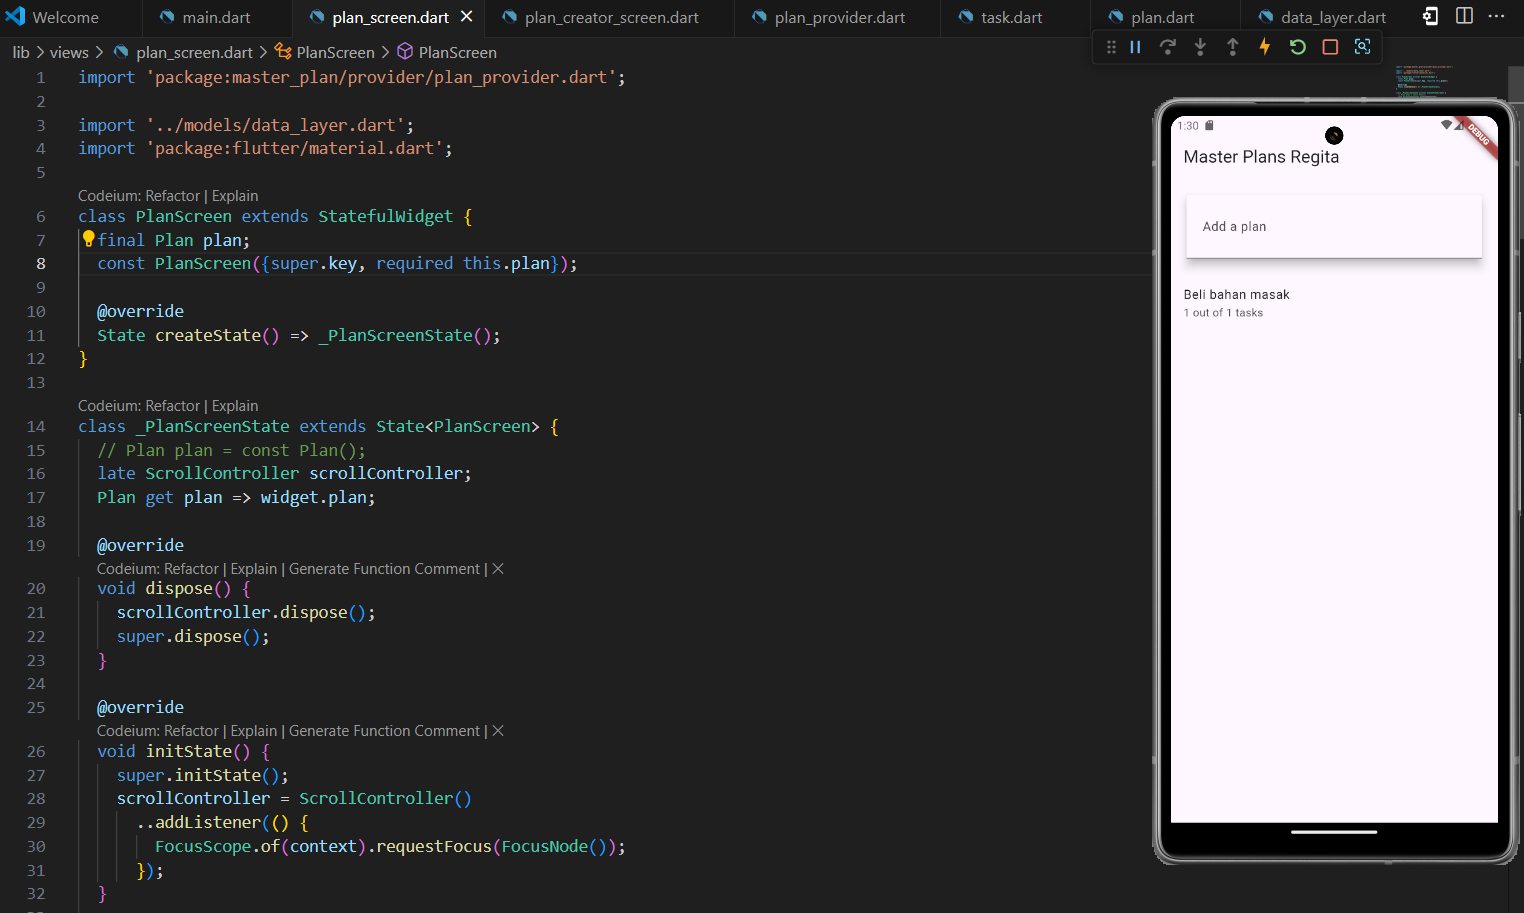 Welcome
main.dart
plan_screen.dart
plan_creator_screen.dart
plan_provider.dart
task.dart
plan.dart
data_layer.dart
lib > views > plan_screen.dart > PlanScreen > PlanScreen
1 import 'package:master_plan/provider/plan_provider.dart';
2
3 import '../models/data_layer.dart';
4 import 'package:flutter/material.dart';
5
Codeium: Refactor | Explain
6 class PlanScreen extends StatefulWidget {
7 final Plan plan;
8 const PlanScreen({super.key, required this.plan});
9
10 @override
11 State createState() => _PlanScreenState();
12 }
13
Codeium: Refactor | Explain
14 class _PlanScreenState extends State<PlanScreen> {
15 // Plan plan = const Plan();
16 late ScrollController scrollController;
17 Plan get plan => widget.plan;
18
19 @override
Codeium: Refactor | Explain | Generate Function Comment | ×
20 void dispose() {
21 scrollController.dispose();
22 super.dispose();
23 }
24
25 @override
Codeium: Refactor | Explain | Generate Function Comment | ×
26 void initState() {
27 super.initState();
28 scrollController = ScrollController()
29 ..addListener(() {
30 FocusScope.of(context).requestFocus(FocusNode());
31 });
32 }
1:30
DEBUG
Master Plans Regita
Add a plan
Beli bahan masak
1 out of 1 tasks